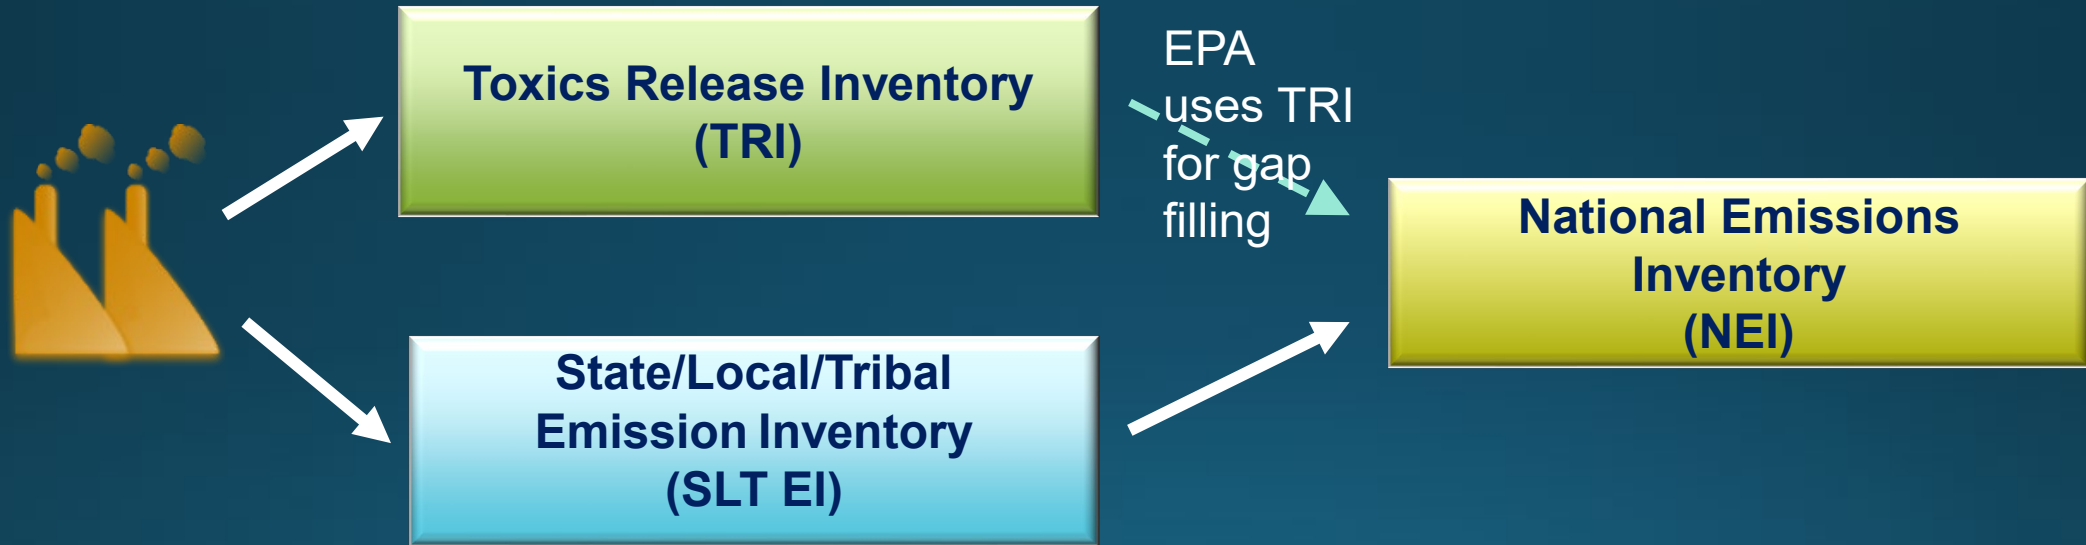 Toxics Release Inventory
(TRI)
EPA
uses TRI
for gap
filling
National Emissions
Inventory
(NEI)
State/Local/Tribal
Emission Inventory
(SLT EI)